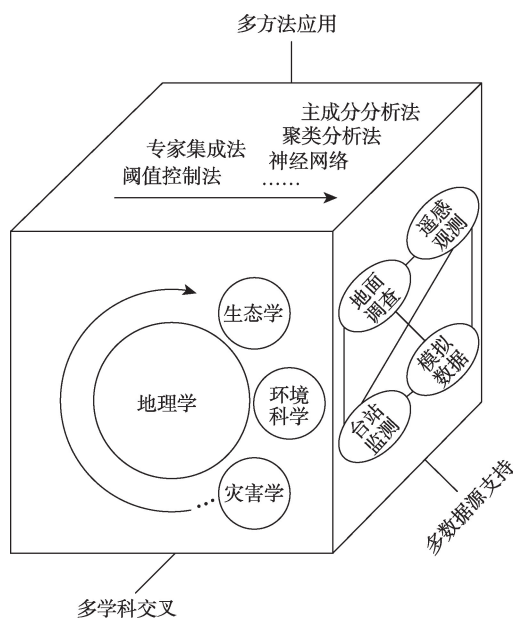 多方法应用
主成分分析法
聚类分析法
专家集成法
神经网络
阈值控制法
……
遥感
观测
地面
调查
模拟
数据
台站
监测
生态学
地理学
环境
科学
灾害学
…
多数据源支持
多学科交叉